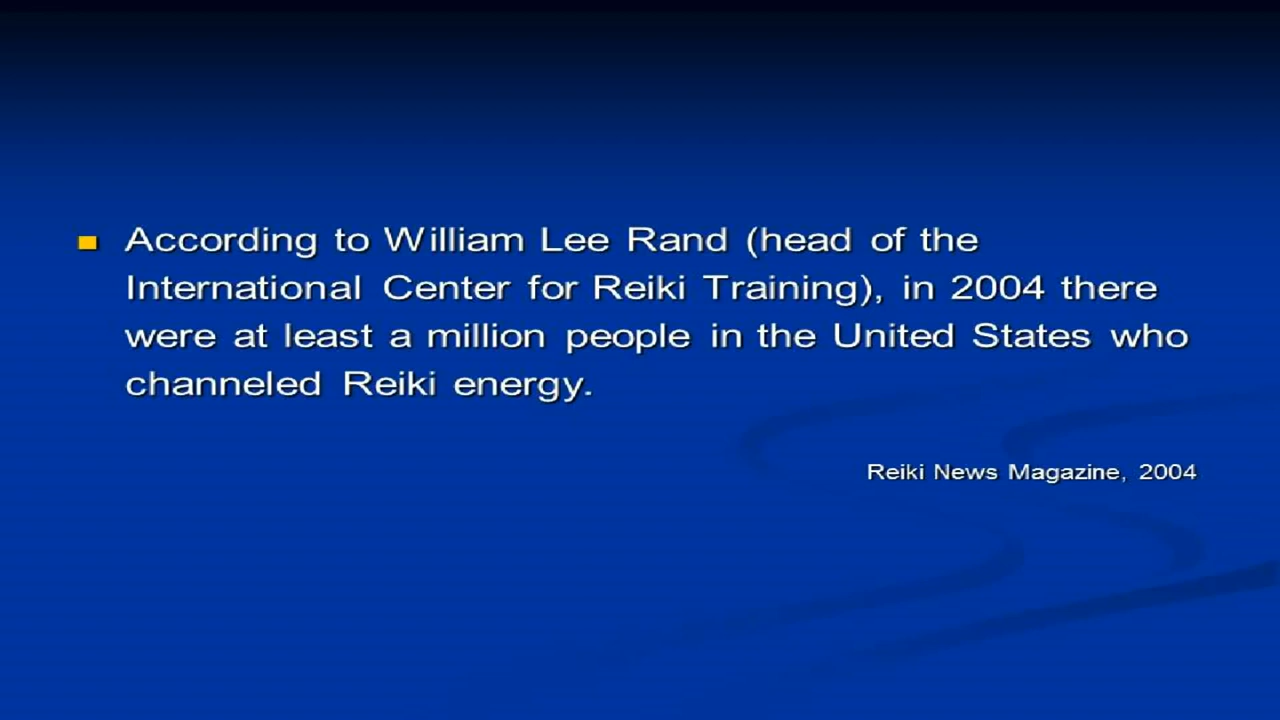 According to William Lee Rand (head of the
International Center for Reiki Training), in 2004 there
were at least a million people in the United States who
channeled Reiki energy.
Reiki News Magazine, 2004